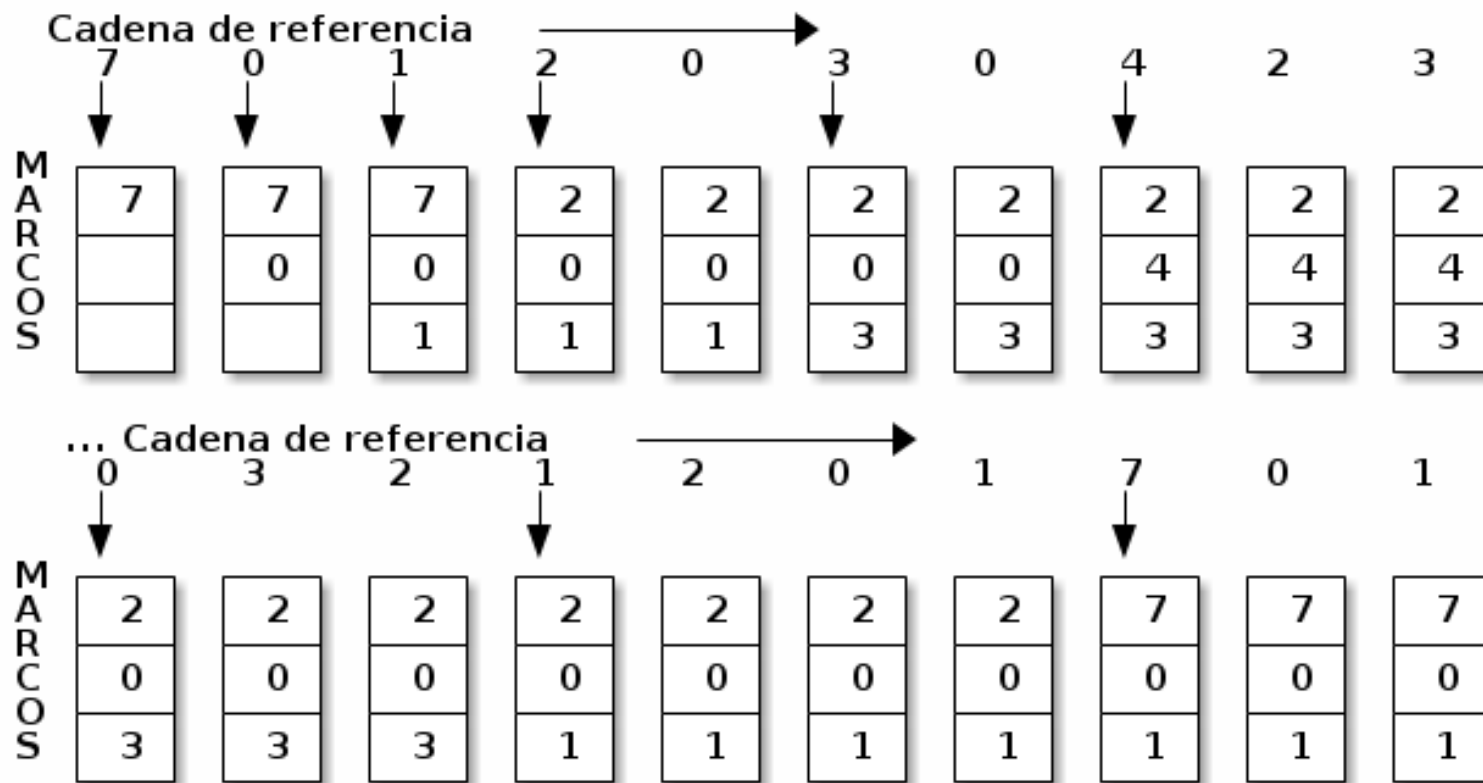 Cadena de referencia
7 0 1 2 0 3 0 4 2 3
MARCOS
7 7 7 2 2 2 2 2 2 2
0 0 0 0 0 0 4 4 4
1 1 1 3 3 3 3 3
... Cadena de referencia
0 3 2 1 2 0 1 7 0 1
MARCOS
2 2 2 2 2 2 2 7 7 7
0 0 0 0 0 0 0 0 0 0
3 3 3 1 1 1 1 1 1 1